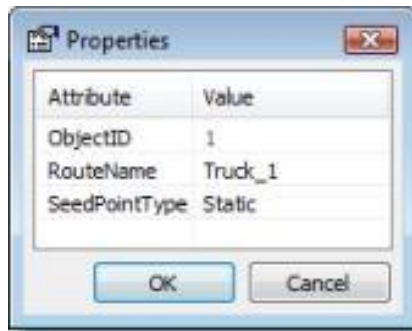 Properties
Attribute Value
ObjectID 1
RouteName Truck_1
SeedPointType Static
OK Cancel